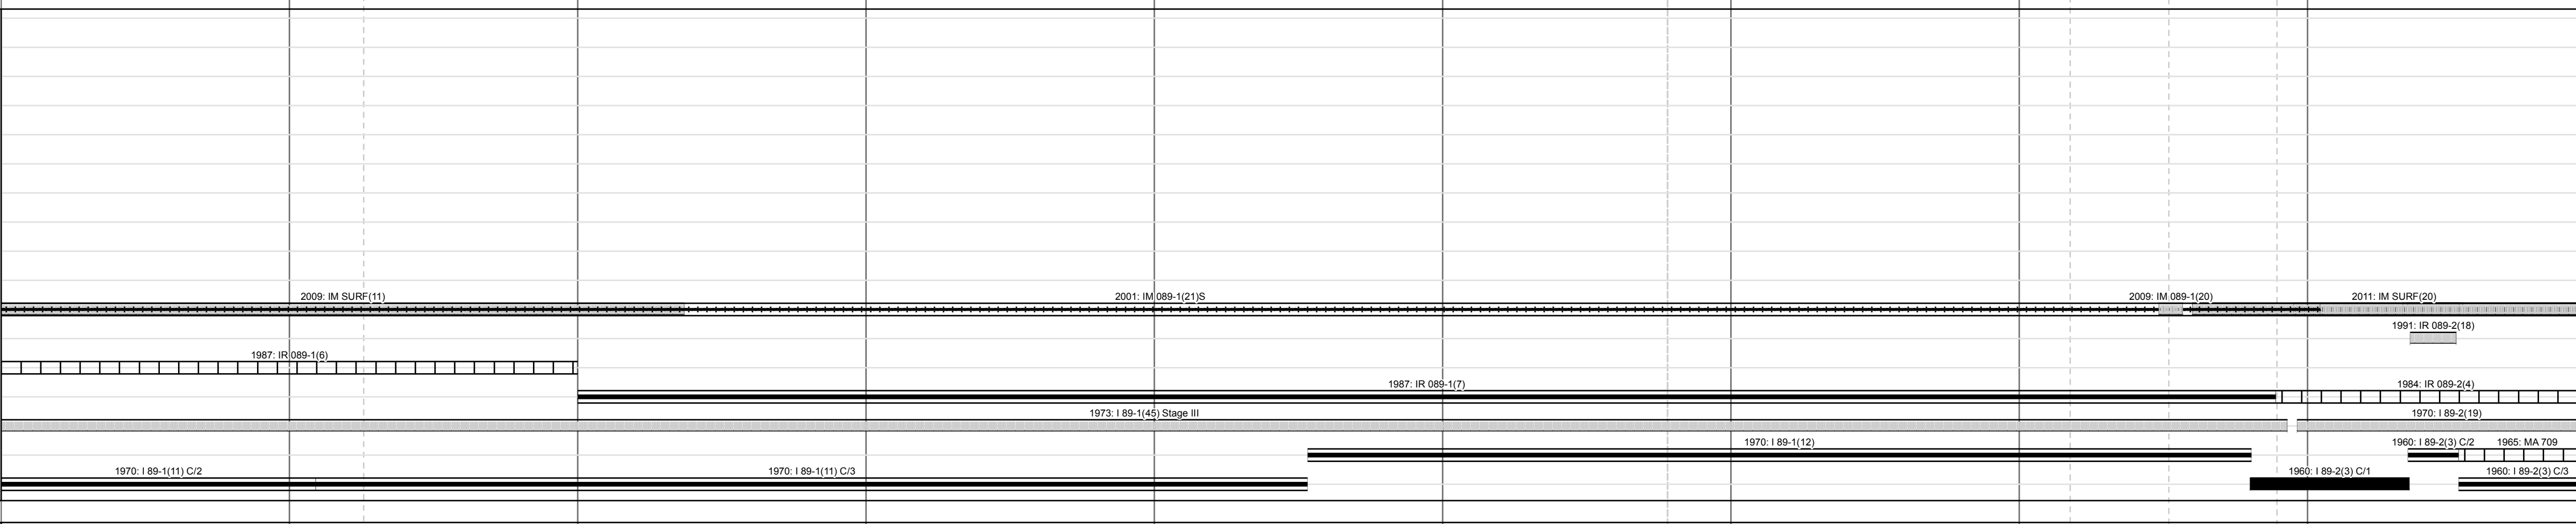 2009: IM SURF(11)
2001: IM 089-1(21)S
2009: IM 089-1(20)
2011: IM SURF(20)
1991: IR 089-2(18)
1987: IR 089-1(6)
1987: IR 089-1(7)
1984: IR 089-2(4)
1973: I 89-1(45) Stage III
1970: I 89-2(19)
1970: I 89-1(12)
1960: I 89-2(3) C/2
1965: MA 709
1970: I 89-1(11) C/2
1970: I 89-1(11) C/3
1960: I 89-2(3) C/1
1960: I 89-2(3) C/3